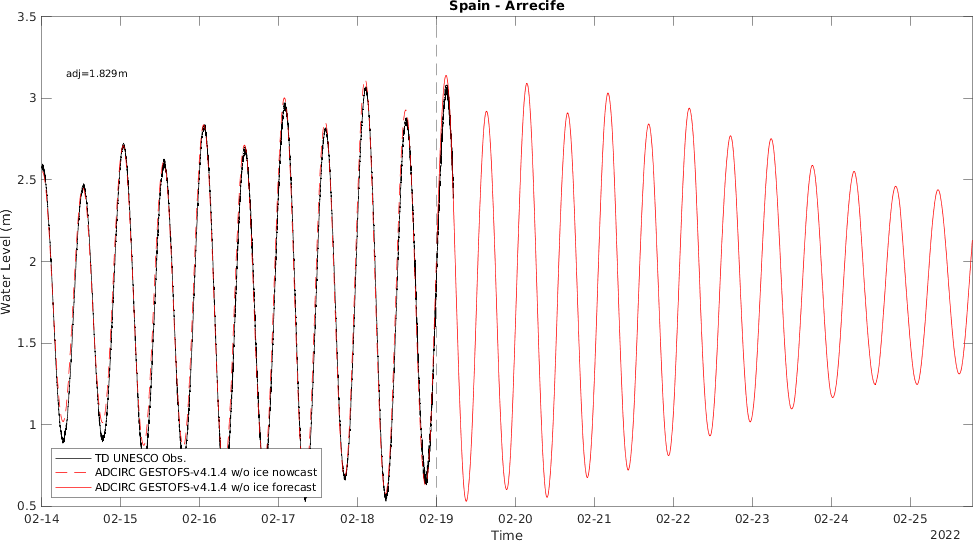 Spain - Arrecife
adj=1.829m
Water Level (m)
3.5
3
2.5
2
1.5
1
0.5
TD UNESCO Obs.
ADCIRC GESTOFS-v4.1.4 w/o ice nowcast
ADCIRC GESTOFS-v4.1.4 w/o ice forecast
02-14 02-15 02-16 02-17 02-18 02-19 02-20 02-21 02-22 02-23 02-24 02-25
Time
2022